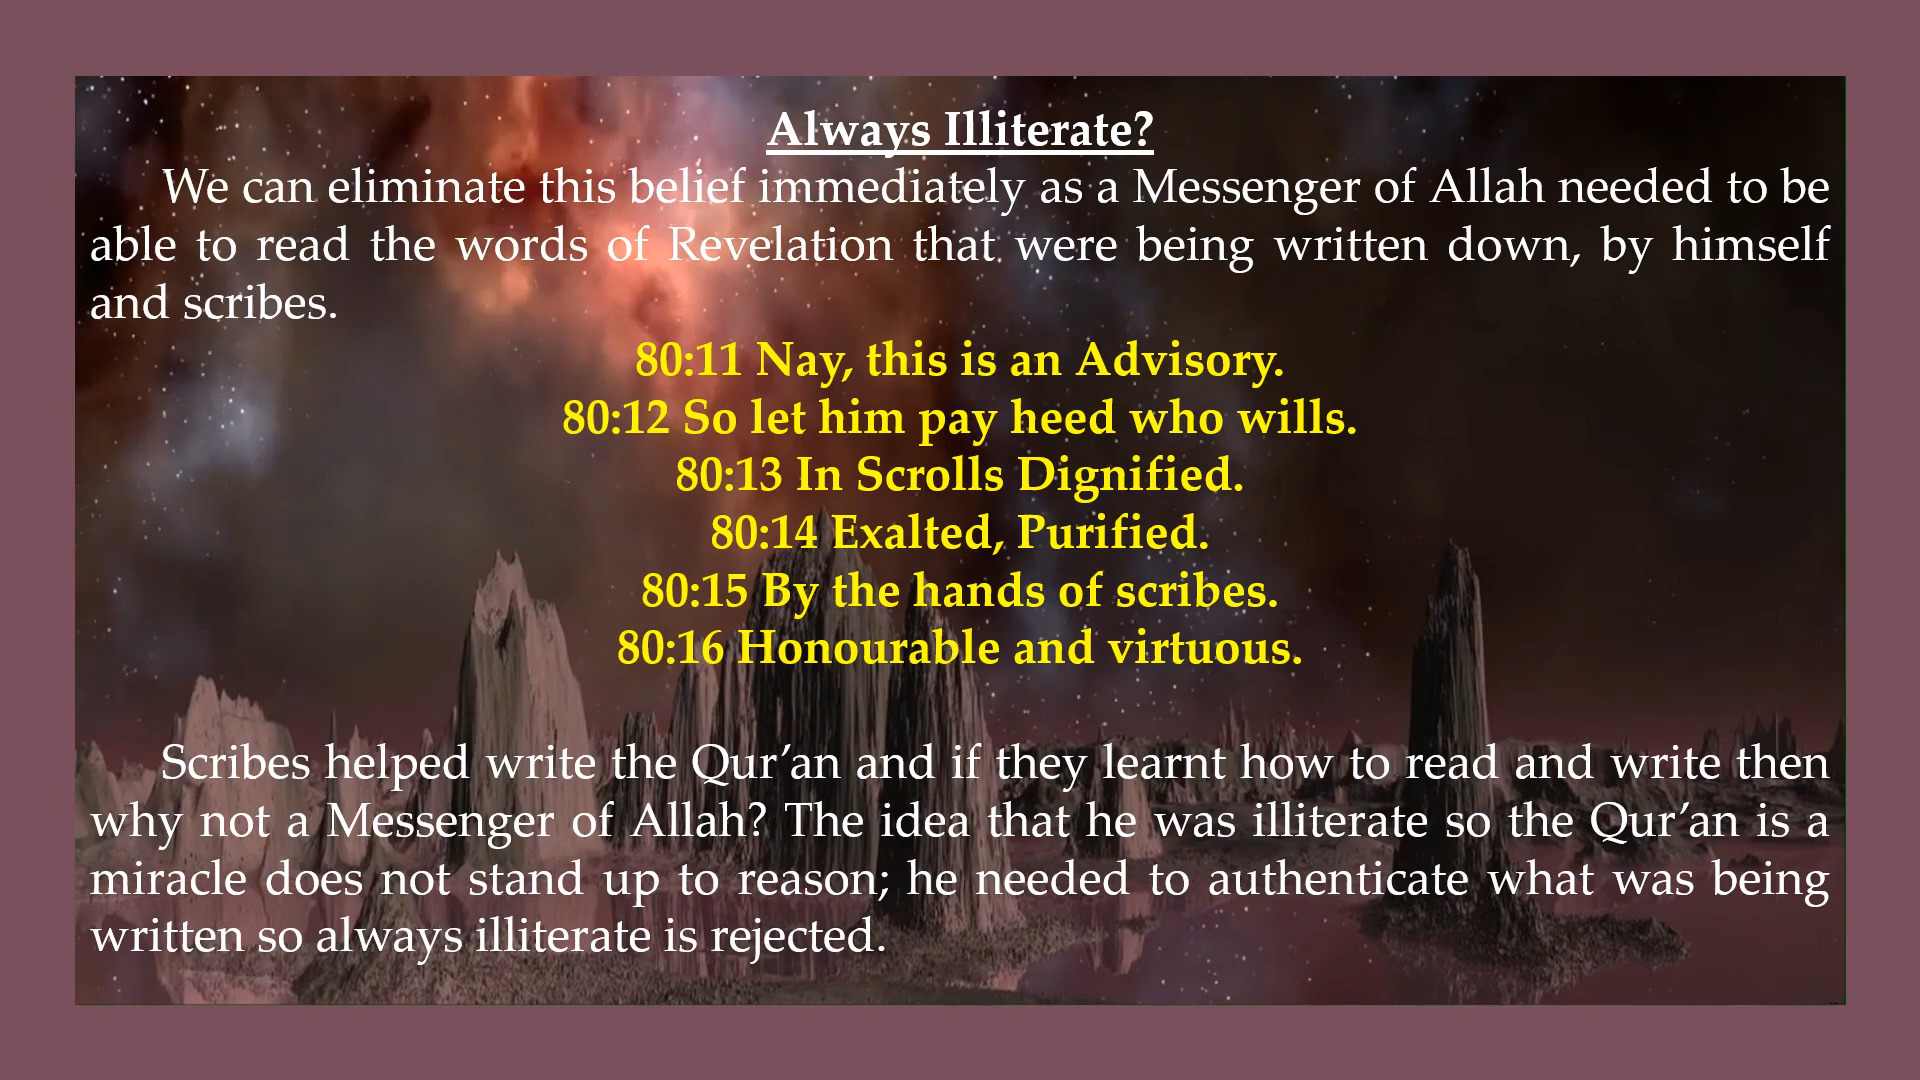 Always Illiterate?
We can eliminate this belief immediately as a Messenger of Allah needed to be
able to read the words of Revelation that were being written down, by himself
and scribes.
80:11 Nay, this is an Advisory.
80:12 So let him pay heed who wills.
80:13 In Scrolls Dignified.
80:14 Exalted, Purified.
80:15 By the hands of scribes.
80:16 Honourable and virtuous.
Scribes helped write the Qur’an and if they learnt how to read and write then
why not a Messenger of Allah? The idea that he was illiterate so the Qur’an is a
miracle does not stand up to reason; he needed to authenticate what was being
written so always illiterate is rejected.